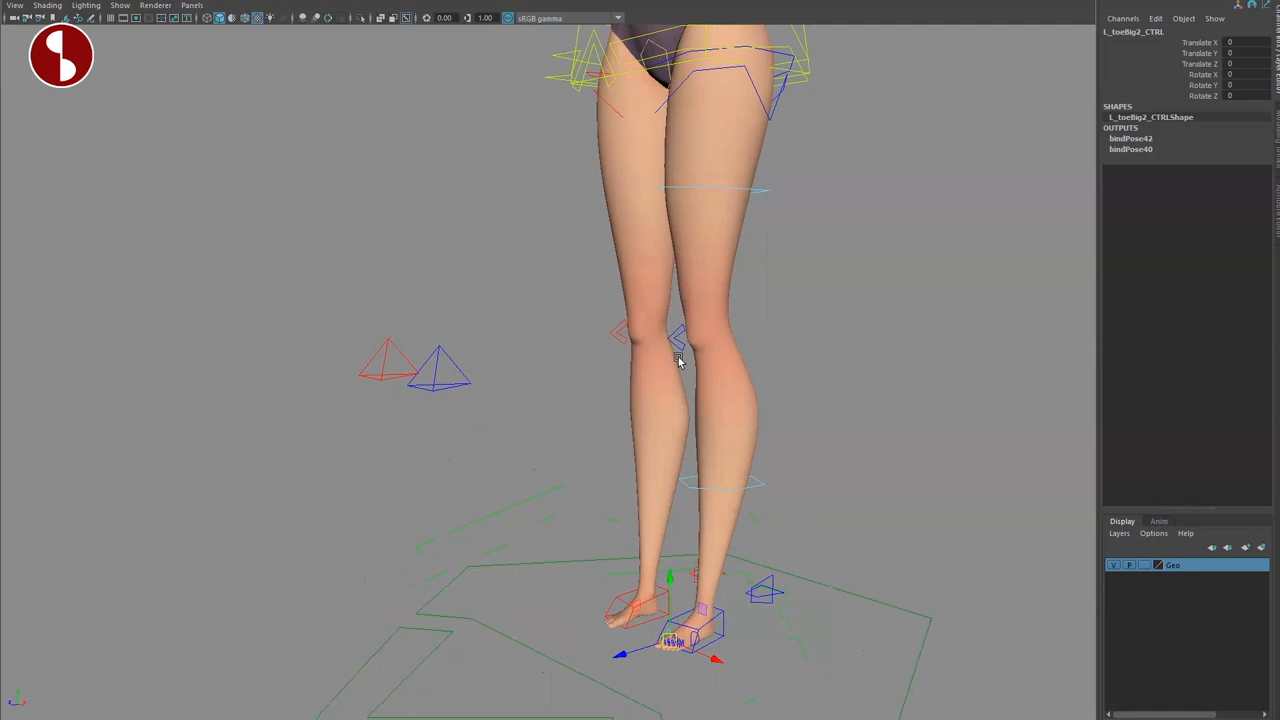 View Shading Lighting Show Renderer Panels
0.00 1.00 sRGB gamma
Channels Edit Object Show
L_toeBig2_CTRL
Translate X 0
Translate Y 0
Translate Z 0
Rotate X 0
Rotate Y 0
Rotate Z 0
SHAPES
L_toeBig2_CTRLShape
OUTPUTS
bindPose42
bindPose40
Display Anim
Layers Options Help
V P Geo